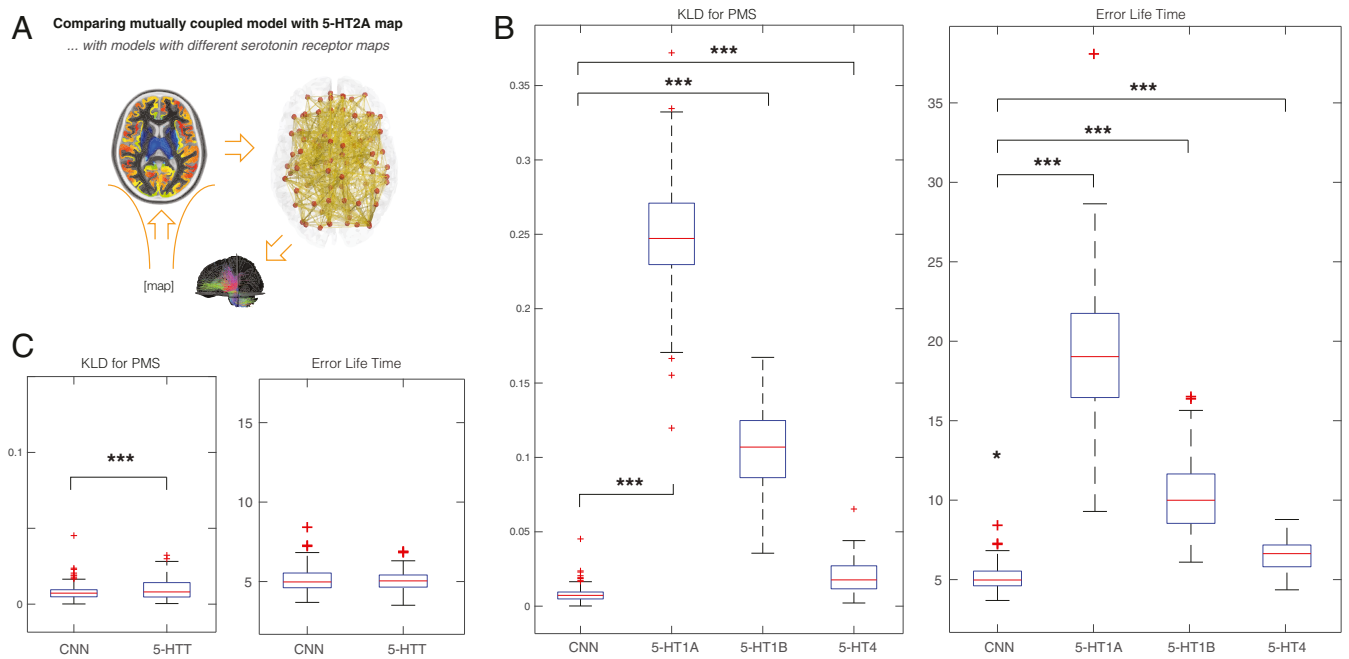 A
Comparing mutually coupled model with 5-HT2A map
... with models with different serotonin receptor maps
[map]
B
KLD for PMS
0.35
0.3
0.25
0.2
0.15
0.1
0.05
0
***
***
***
CNN 5-HT1A 5-HT1B 5-HT4
Error Life Time
35
30
25
20
15
10
5
***
***
***
*
CNN 5-HT1A 5-HT1B 5-HT4
C
KLD for PMS
0.1
0
***
CNN 5-HTT
Error Life Time
15
10
5
CNN 5-HTT